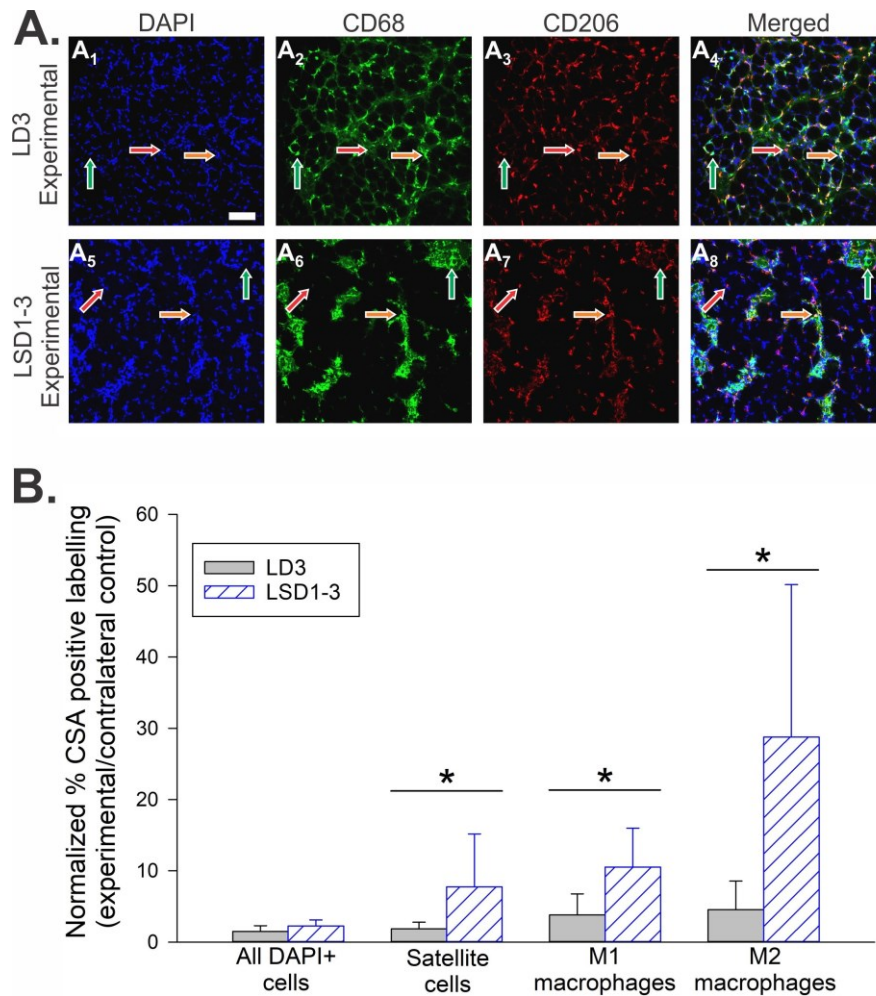 A.
DAPI CD68 CD206 Merged
LD3
Experimental
A1 A2 A3 A4
LSD1-3
Experimental
A5 A6 A7 A8
B.
Normalized % CSA positive labelling
(experimental/contralateral control)
60
50
40
30
20
10
0
LD3
LSD1-3
*
*
*
All DAPI+
cells
Satellite
cells
M1
macrophages
M2
macrophages